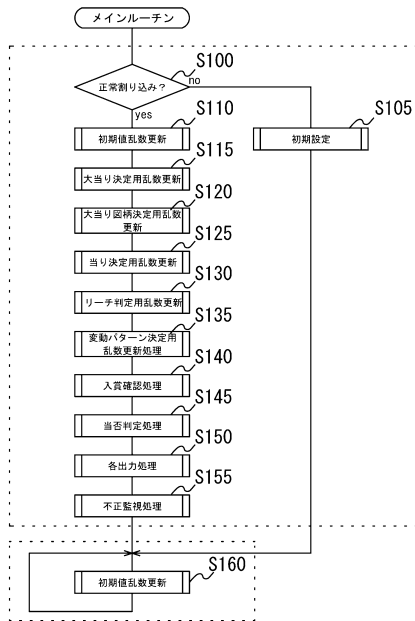 メインルーチン
S100
正常割り込み？
no
yes
S110
S105
初期値乱数更新
初期設定
S115
大当り決定用乱数更新
S120
大当り図柄決定用乱数
更新
S125
当り決定用乱数更新
S130
リーチ判定用乱数更新
S135
変動パターン決定用
乱数更新処理
S140
入賞確認処理
S145
当否判定処理
S150
各出力処理
S155
不正監視処理
S160
初期値乱数更新